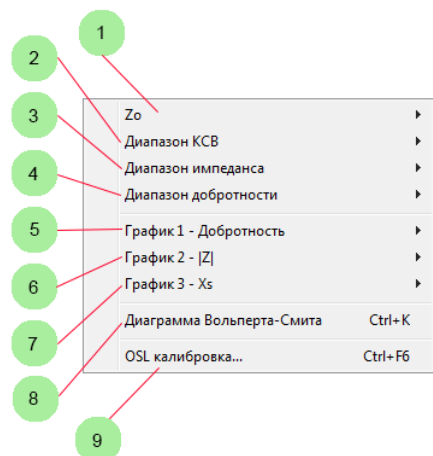 1
2
3
4
5
6
7
8
9
Zo
Диапазон КСВ
Диапазон импеданса
Диапазон добротности
График 1 - Добротность
График 2 - |Z|
График 3 - Xs
Диаграмма Вольперта-Смита Ctrl+K
OSL калибровка... Ctrl+F6